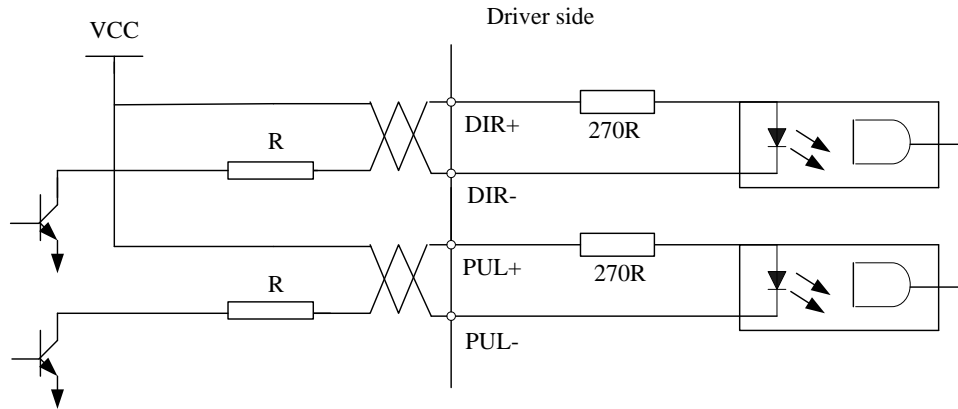 Driver side
VCC
DIR+
270R
R
DIR-
PUL+
270R
R
PUL-